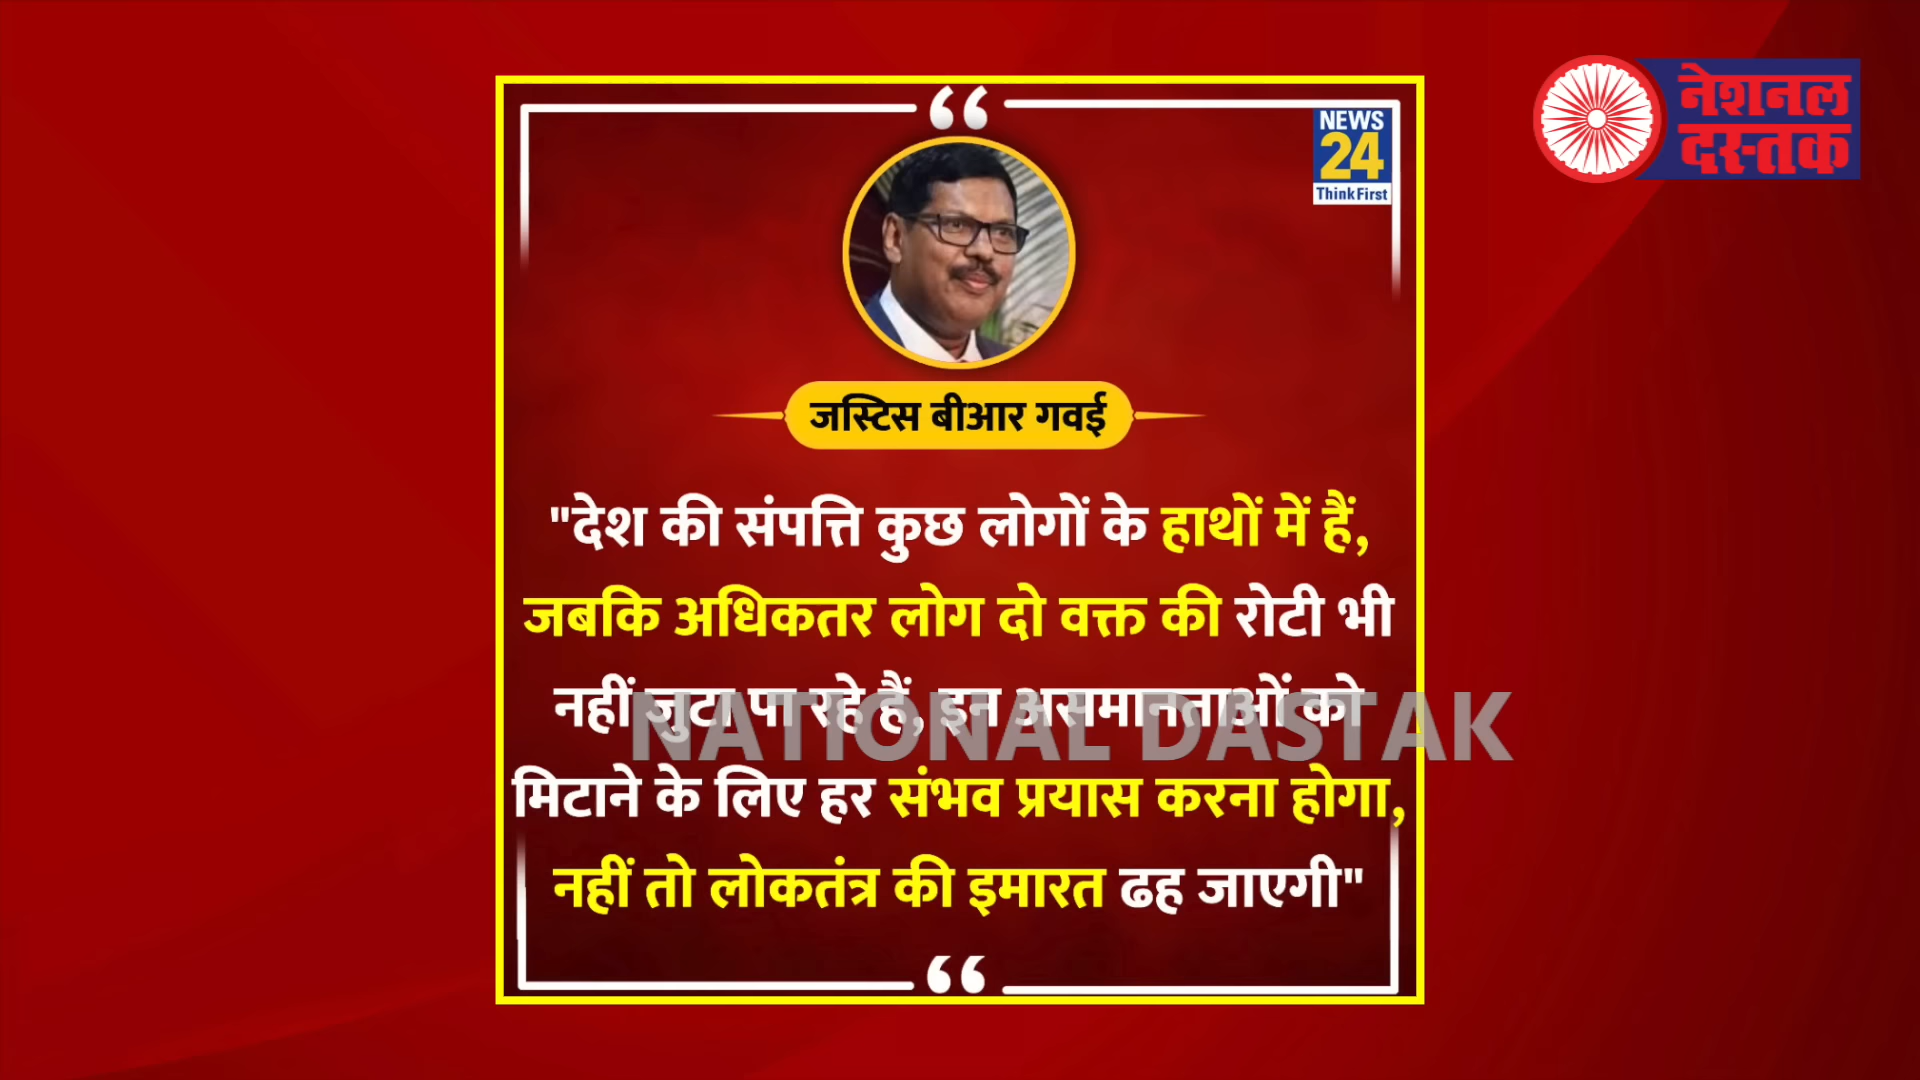 नेशनल
दस्तक
NEWS
24
Think First
जस्टिस बीआर गवई
"देश की संपत्ति कुछ लोगों के हाथों में हैं,
जबकि अधिकतर लोग दो वक्त की रोटी भी
नहीं जुटा पा रहे हैं, इन असमानताओं को
NATIONAL DASTAK
मिटाने के लिए हर संभव प्रयास करना होगा,
नहीं तो लोकतंत्र की इमारत ढह जाएगी"